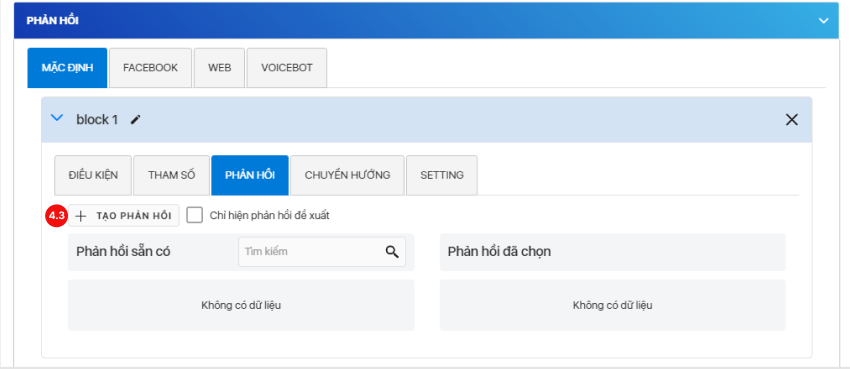 PHẢN HỒI
MẶC ĐỊNH FACEBOOK WEB VOICEBOT
block 1
ĐIỀU KIỆN THAM SỐ PHẢN HỒI CHUYỂN HƯỚNG SETTING
4.3 TẠO PHẢN HỒI Chỉ hiện phản hồi đề xuất
Phản hồi sẵn có Tìm kiếm Phản hồi đã chọn
Không có dữ liệu Không có dữ liệu